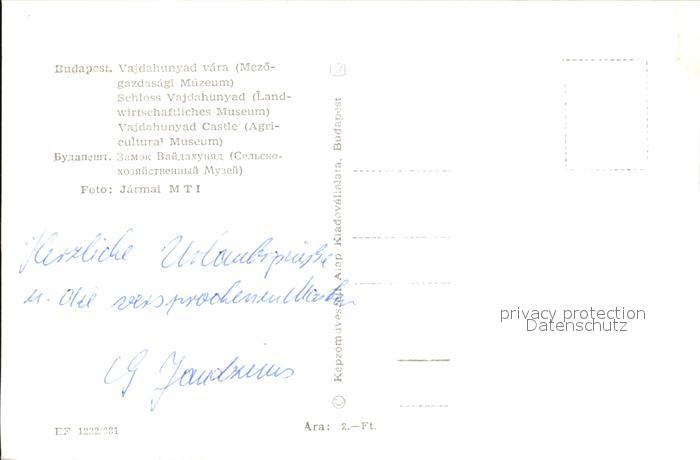 Budapest. Vajdahunyad vára (Mező-
gazdasági Múzeum)
Schloss Vajdahunyad (Land-
wirtschaftliches Museum)
Vajdahunyad Castle (Agri-
cultural Museum)
Будапешт. Замок Вайдахуняд (Сельско-
хозяйственный Музей)
Foto: Jármai MTI
Herzliche Urlaubsgrüße
u. die versprochenen Marken
© Képzőművészeti Alap Kiadóvállalata, Budapest
privacy protection
Datenschutz
Ára: 2.—Ft.